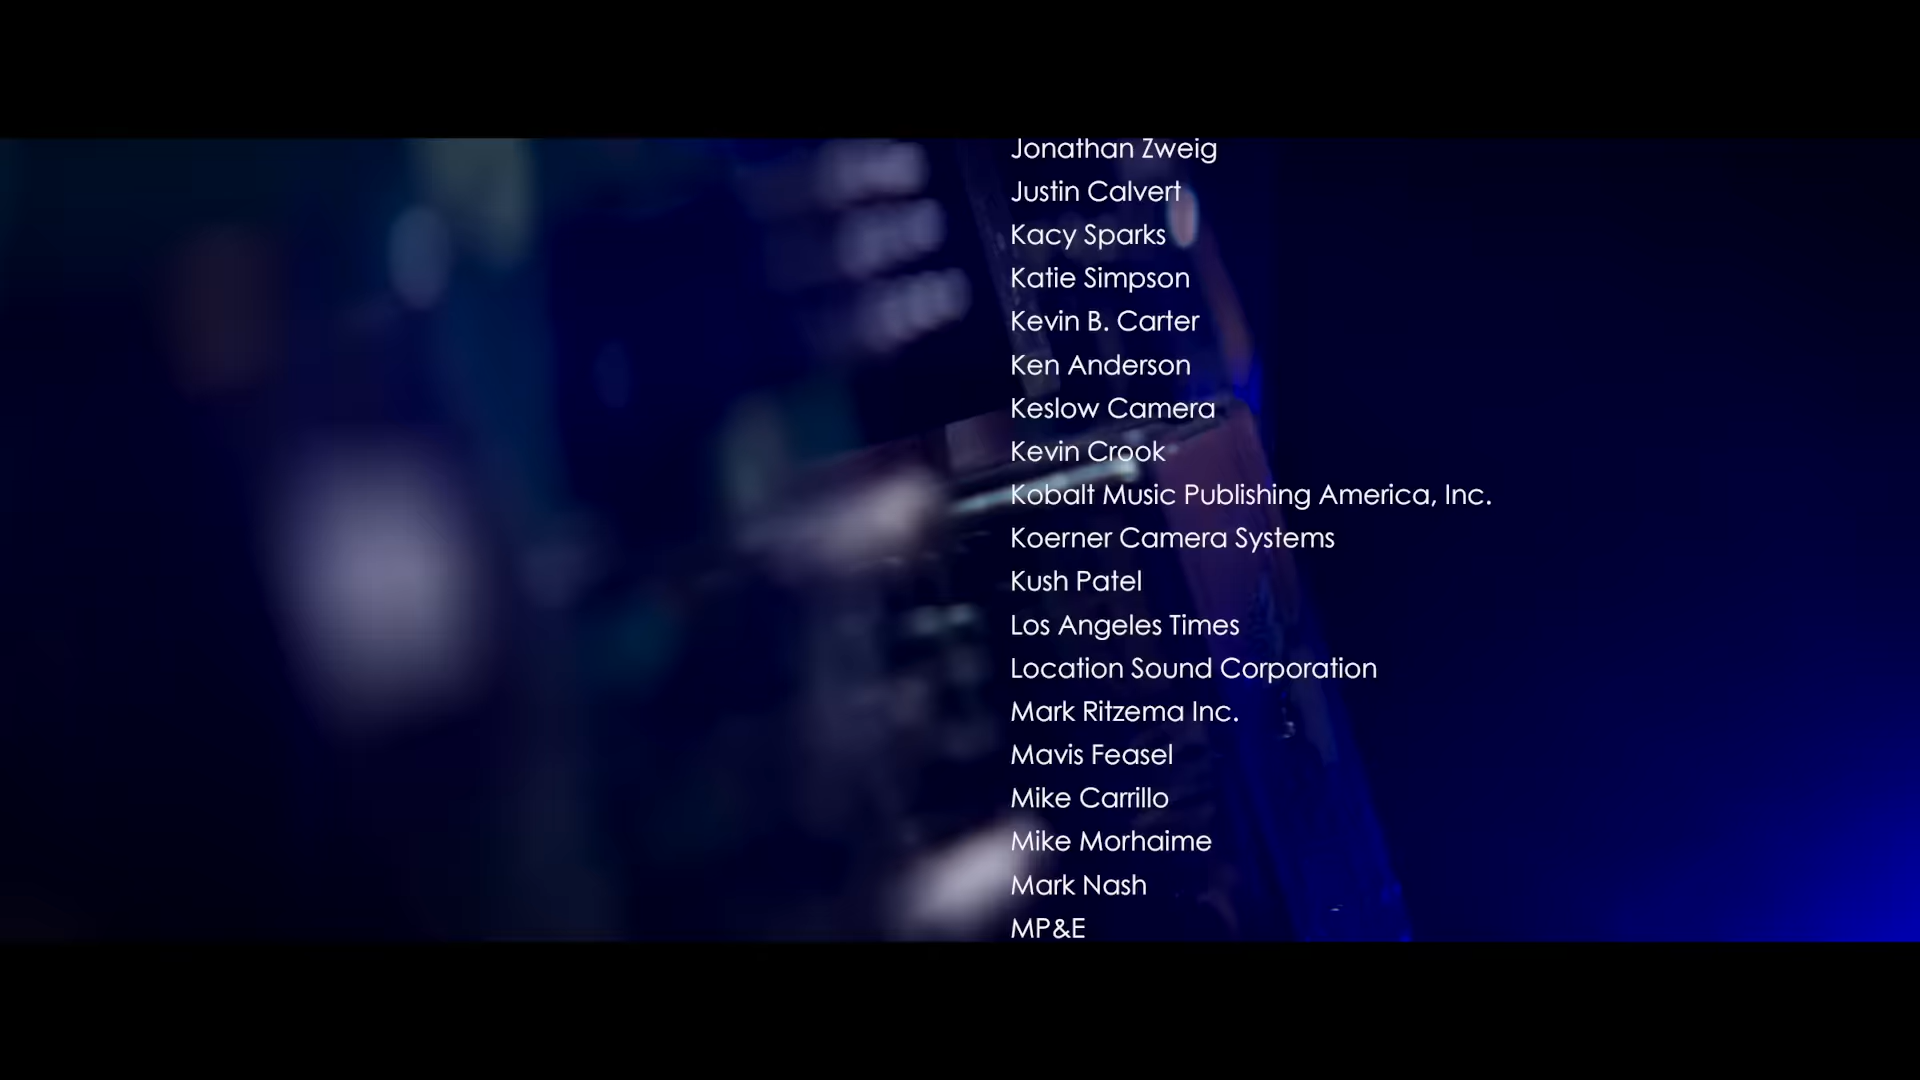 Jonathan Zweig
Justin Calvert
Kacy Sparks
Katie Simpson
Kevin B. Carter
Ken Anderson
Keslow Camera
Kevin Crook
Kobalt Music Publishing America, Inc.
Koerner Camera Systems
Kush Patel
Los Angeles Times
Location Sound Corporation
Mark Ritzema Inc.
Mavis Feasel
Mike Carrillo
Mike Morhaime
Mark Nash
MP&E